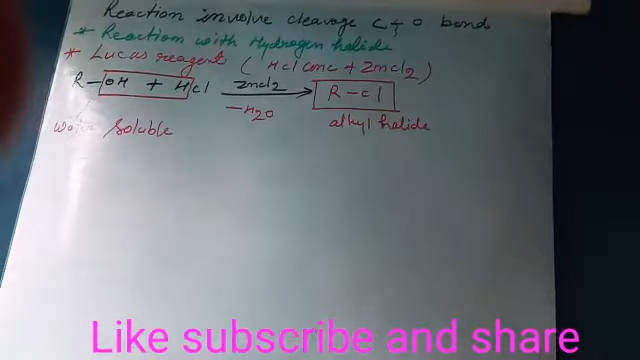 Reaction involve cleavage C ⌇ O bond
* Reaction with Hydrogen halide
* Lucas reagent ( HCl conc + ZnCl2 )
R-OH + HCl ZnCl2 → R-Cl
-H2O
water soluble alkyl halide
Like subscribe and share